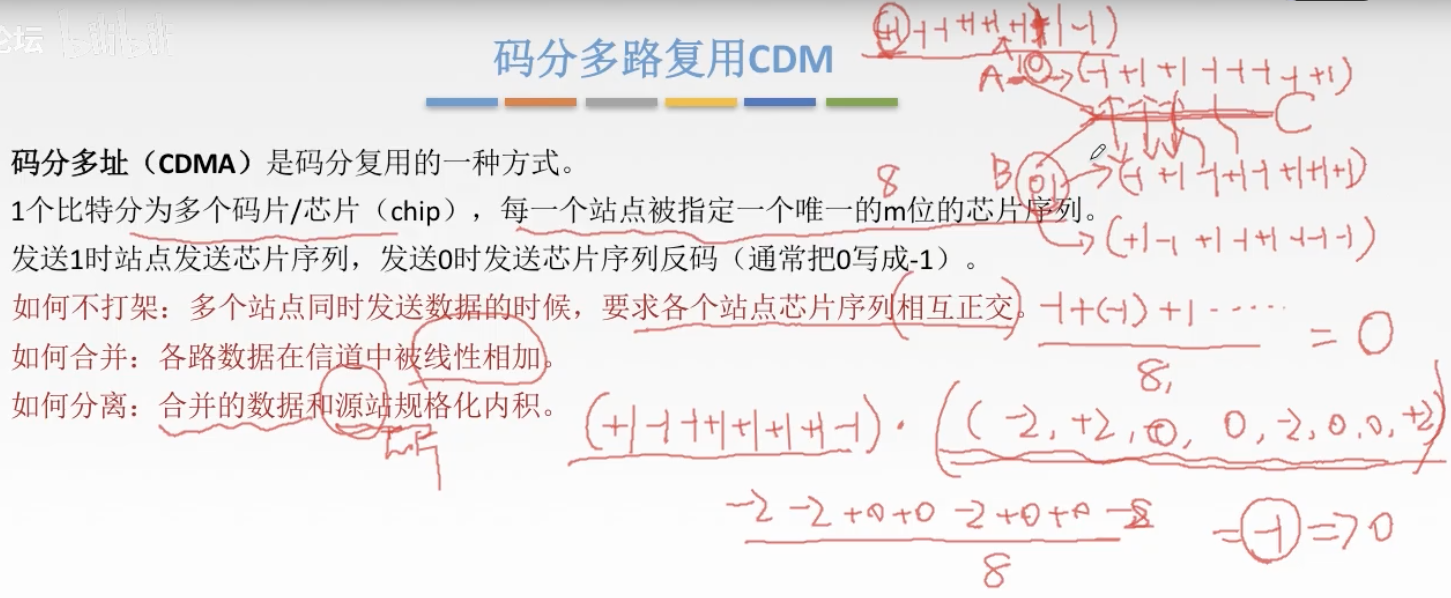 论坛
码分多路复用CDM
(+1 -1 -1 +1 +1 +1 +1 -1)
A 10 → (-1 +1 +1 -1 -1 -1 -1 +1)
C
码分多址（CDMA）是码分复用的一种方式。
8
B 01 → (-1 +1 -1 +1 -1 +1 +1 +1)
1个比特分为多个码片/芯片（chip），每一个站点被指定一个唯一的m位的芯片序列。
(+1 -1 +1 -1 +1 -1 -1 -1)
发送1时站点发送芯片序列，发送0时发送芯片序列反码（通常把0写成-1）。
如何不打架：多个站点同时发送数据的时候，要求各个站点芯片序列相互正交。
-1+(-1)+1······
8
= 0
如何合并：各路数据在信道中被线性相加。
如何分离：合并的数据和源站规格化内积。
(+1 -1 -1 +1 +1 +1 +1 -1) · ((-2, +2, 0, 0, -2, 0, 0, +2))
-2 -2 +0 +0 -2 +0 +0 -2
8
= -1 => 0